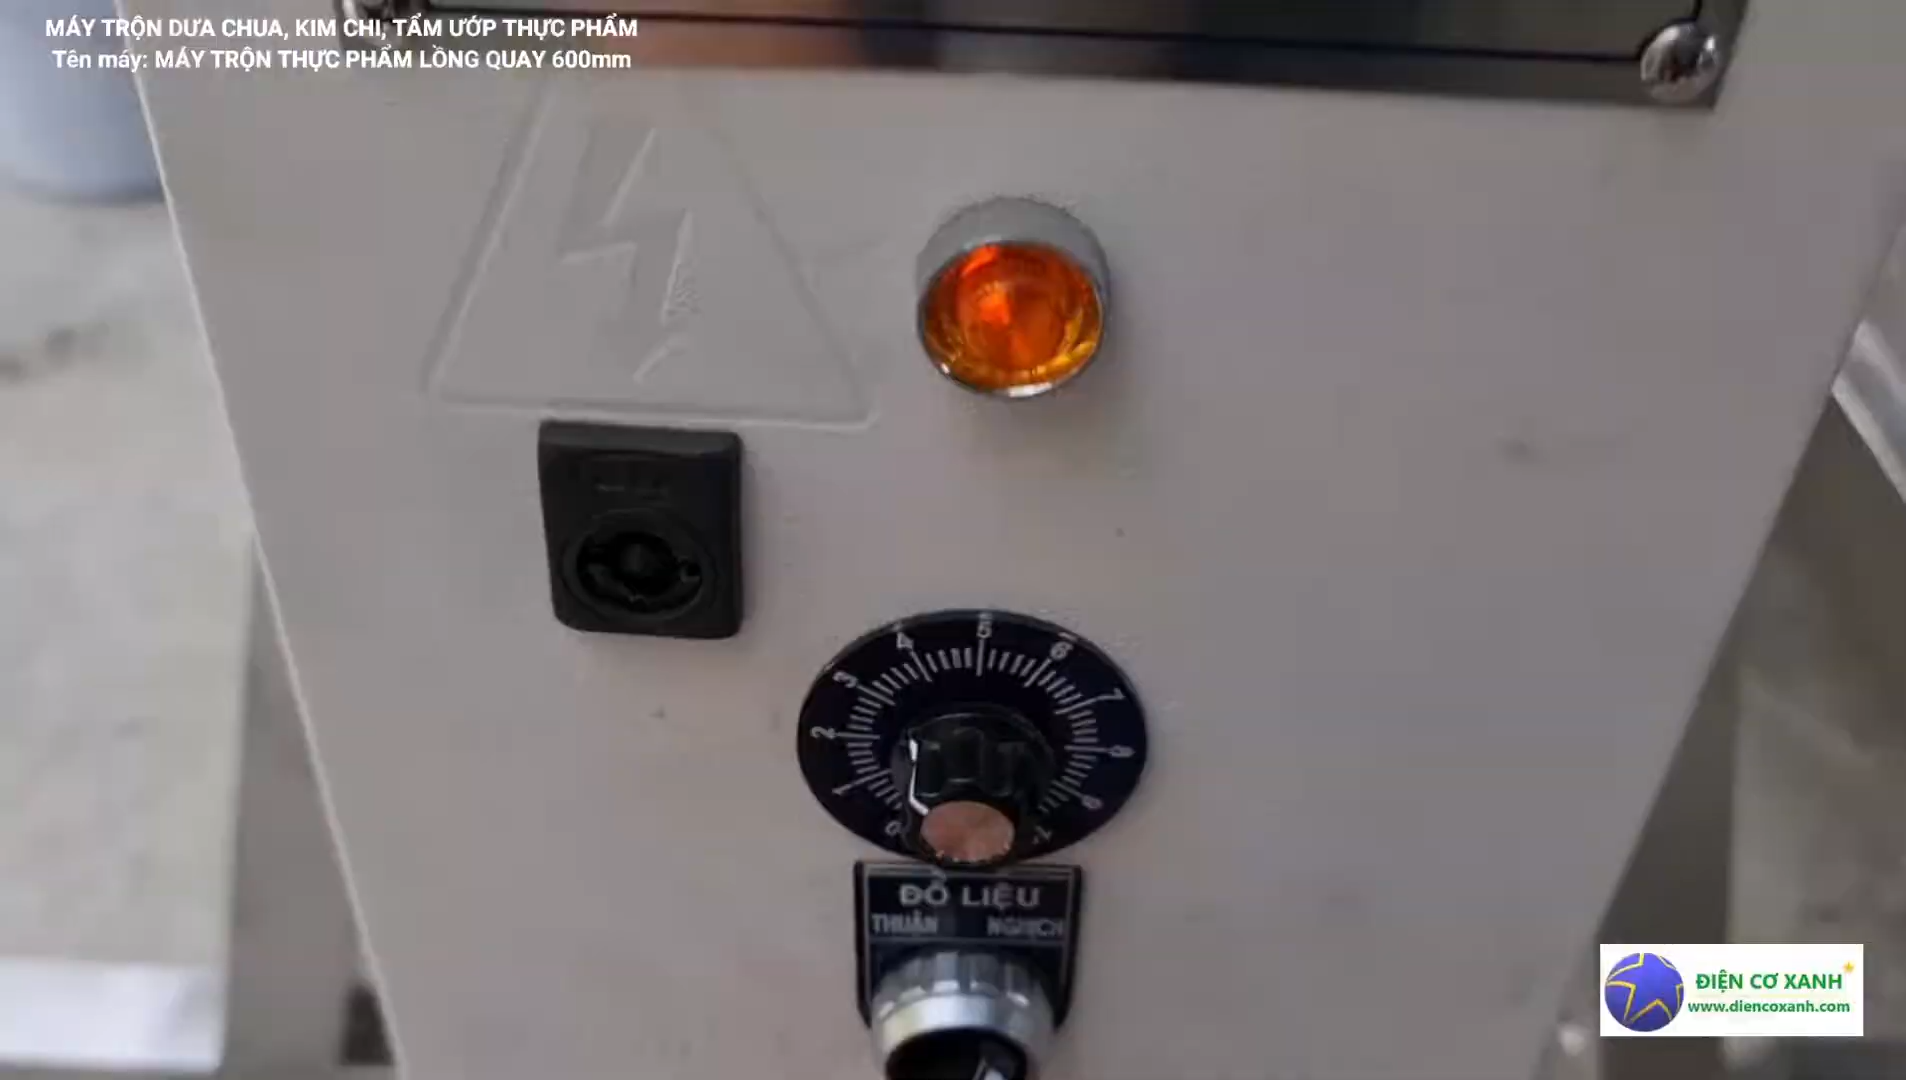 MÁY TRỘN DƯA CHUA, KIM CHI, TẨM ƯỚP THỰC PHẨM
Tên máy: MÁY TRỘN THỰC PHẨM LỒNG QUAY 600mm
0 1 2 3 4 5 6 7 8 9
ĐỔ LIỆU
THUẬN NGHỊCH
ĐIỆN CƠ XANH
www.diencoxanh.com